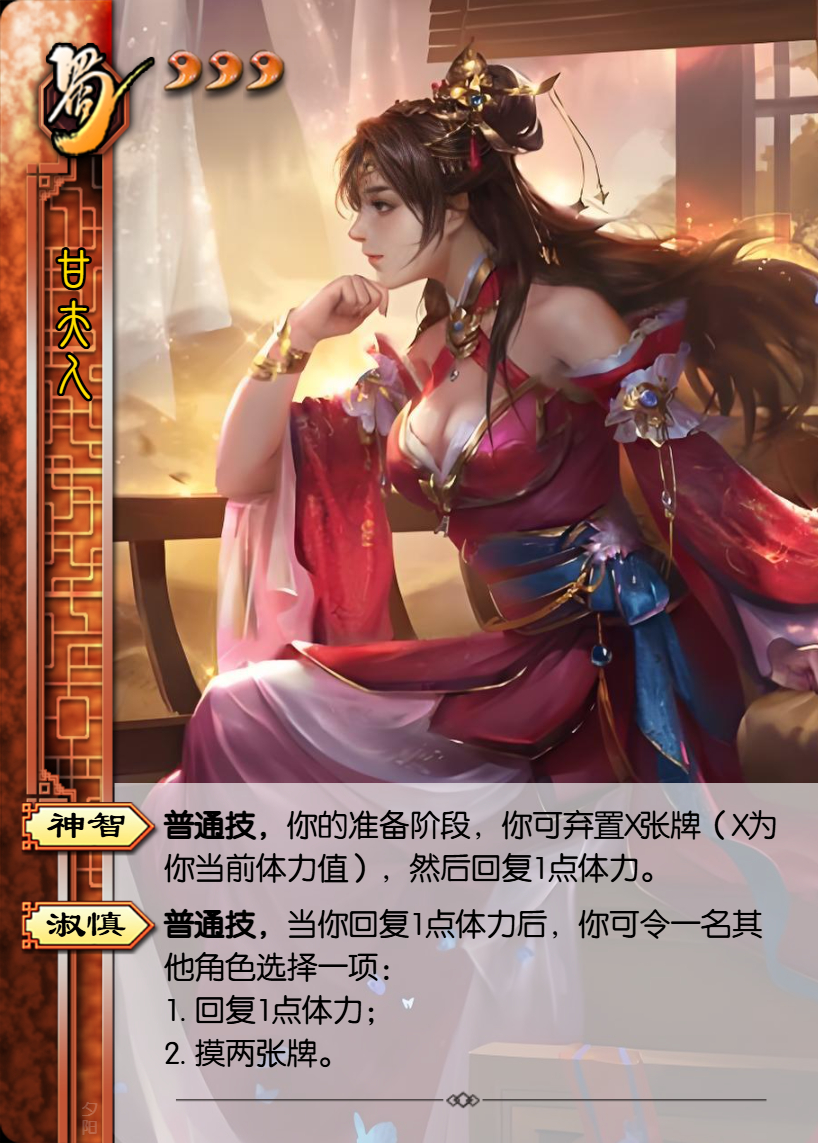 蜀
甘夫人
神智
普通技，你的准备阶段，你可弃置X张牌（X为
你当前体力值），然后回复1点体力。
淑慎
普通技，当你回复1点体力后，你可令一名其
他角色选择一项：
1. 回复1点体力；
2. 摸两张牌。
夕阳